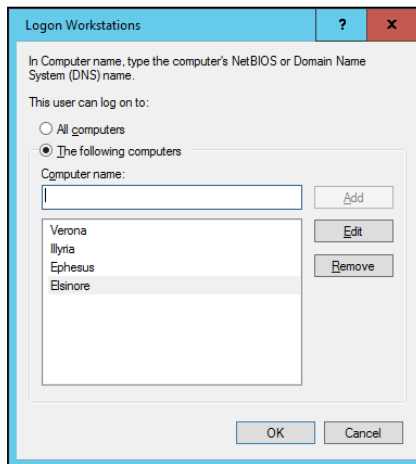 Logon Workstations
?
x
In Computer name, type the computer's NetBIOS or Domain Name
System (DNS) name.
This user can log on to:
All computers
The following computers
Computer name:
Add
Verona
Illyria
Ephesus
Elsinore
Edit
Remove
OK
Cancel